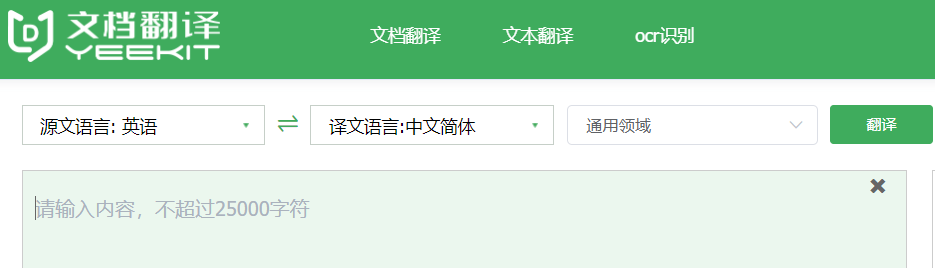 文档翻译
YEEKIT
文档翻译 文本翻译 ocr识别
源文语言: 英语 译文语言:中文简体 通用领域 翻译
请输入内容，不超过25000字符